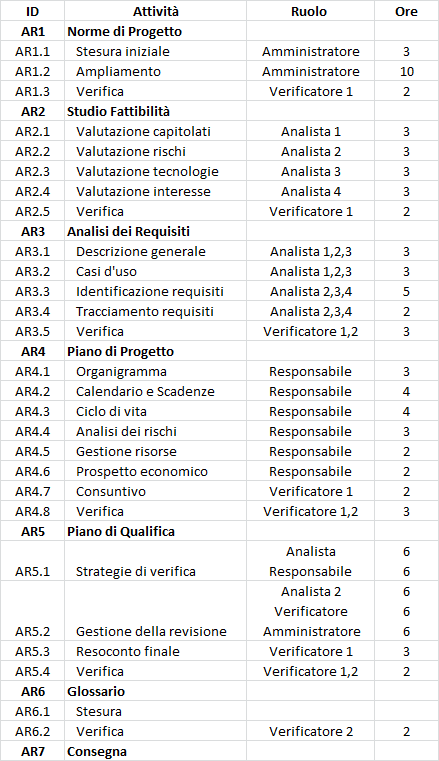 ID Attività Ruolo Ore
AR1 Norme di Progetto
AR1.1 Stesura iniziale Amministratore 3
AR1.2 Ampliamento Amministratore 10
AR1.3 Verifica Verificatore 1 2
AR2 Studio Fattibilità
AR2.1 Valutazione capitolati Analista 1 3
AR2.2 Valutazione rischi Analista 2 3
AR2.3 Valutazione tecnologie Analista 3 3
AR2.4 Valutazione interesse Analista 4 3
AR2.5 Verifica Verificatore 1 2
AR3 Analisi dei Requisiti
AR3.1 Descrizione generale Analista 1,2,3 3
AR3.2 Casi d'uso Analista 1,2,3 3
AR3.3 Identificazione requisiti Analista 2,3,4 5
AR3.4 Tracciamento requisiti Analista 2,3,4 2
AR3.5 Verifica Verificatore 1,2 3
AR4 Piano di Progetto
AR4.1 Organigramma Responsabile 3
AR4.2 Calendario e Scadenze Responsabile 4
AR4.3 Ciclo di vita Responsabile 4
AR4.4 Analisi dei rischi Responsabile 3
AR4.5 Gestione risorse Responsabile 2
AR4.6 Prospetto economico Responsabile 2
AR4.7 Consuntivo Verificatore 1 2
AR4.8 Verifica Verificatore 1,2 3
AR5 Piano di Qualifica
Analista 6
AR5.1 Strategie di verifica Responsabile 6
Analista 2 6
Verificatore 6
AR5.2 Gestione della revisione Amministratore 6
AR5.3 Resoconto finale Verificatore 1 3
AR5.4 Verifica Verificatore 1,2 2
AR6 Glossario
AR6.1 Stesura
AR6.2 Verifica Verificatore 2 2
AR7 Consegna